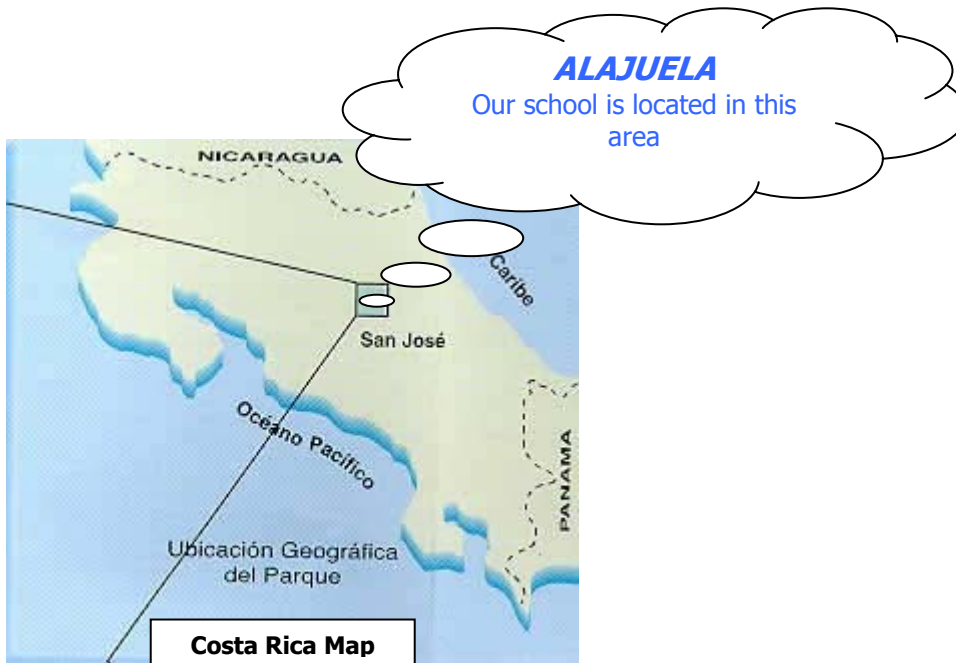 ALAJUELA
Our school is located in this
area
NICARAGUA
Caribe
San José
Océano Pacífico
PANAMA
Ubicación Geográfica
del Parque
Costa Rica Map